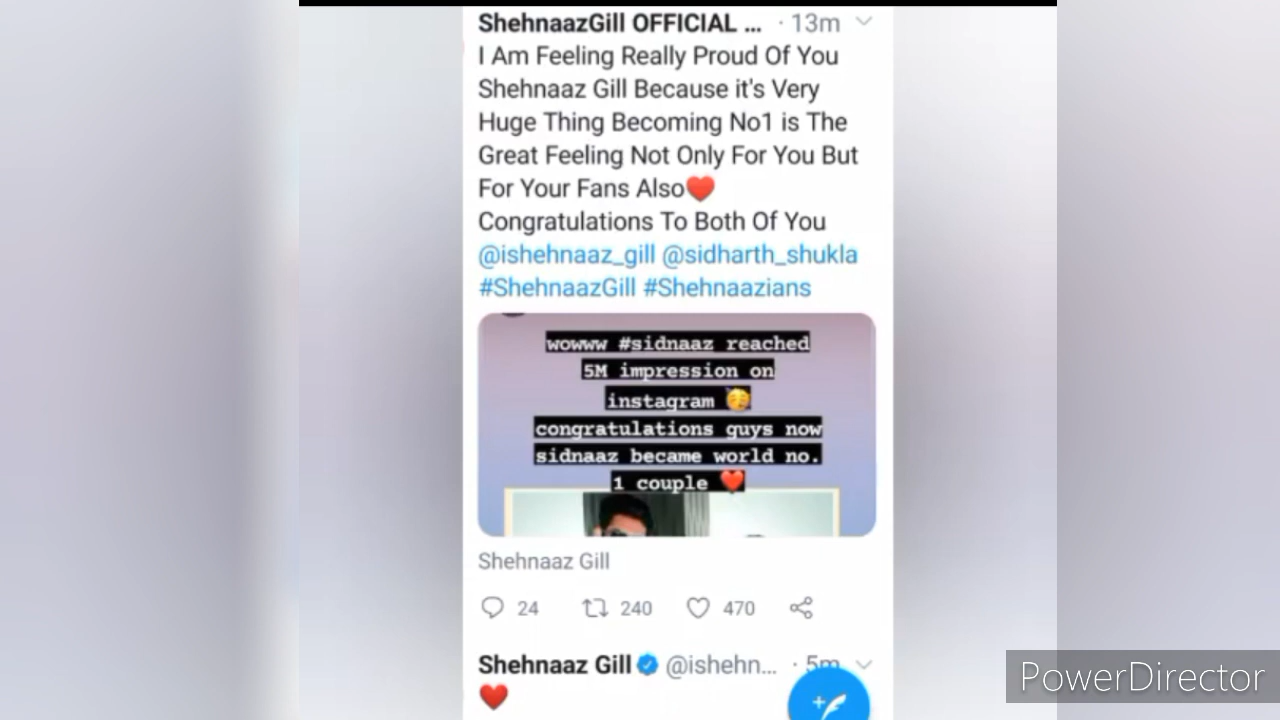 ShehnaazGill OFFICIAL ... · 13m
I Am Feeling Really Proud Of You
Shehnaaz Gill Because it's Very
Huge Thing Becoming No1 is The
Great Feeling Not Only For You But
For Your Fans Also❤️
Congratulations To Both Of You
@ishehnaaz_gill @sidharth_shukla
#ShehnaazGill #Shehnaazians
wowww #sidnaaz reached
5M impression on
instagram 🥳
congratulations guys now
sidnaaz became world no.
1 couple ❤️
Shehnaaz Gill
24 240 470
Shehnaaz Gill @ishehn... · 5m
❤️
PowerDirector